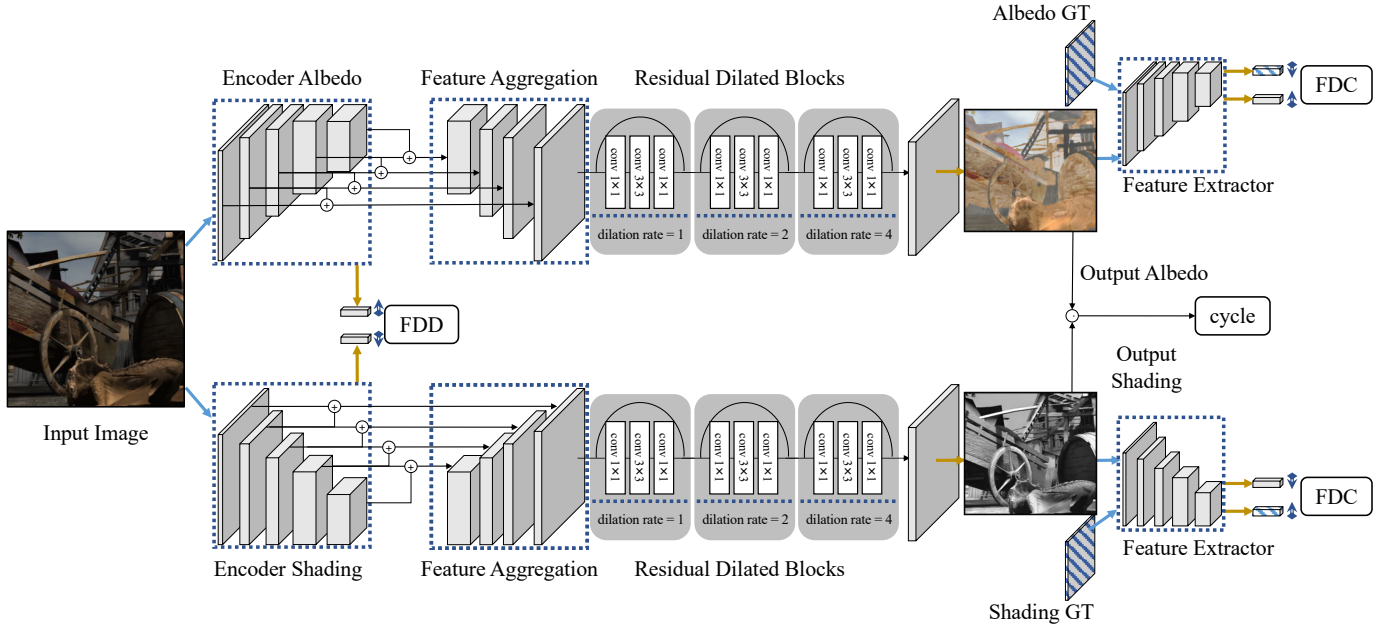 Albedo GT
Encoder Albedo
Feature Aggregation
Residual Dilated Blocks
FDC
conv 1×1
conv 3×3
conv 1×1
conv 1×1
conv 3×3
conv 1×1
conv 1×1
conv 3×3
conv 1×1
dilation rate = 1
dilation rate = 2
dilation rate = 4
Feature Extractor
Output Albedo
FDD
cycle
Input Image
Output
Shading
conv 1×1
conv 3×3
conv 1×1
conv 1×1
conv 3×3
conv 1×1
conv 1×1
conv 3×3
conv 1×1
dilation rate = 1
dilation rate = 2
dilation rate = 4
FDC
Feature Extractor
Encoder Shading
Feature Aggregation
Residual Dilated Blocks
Shading GT